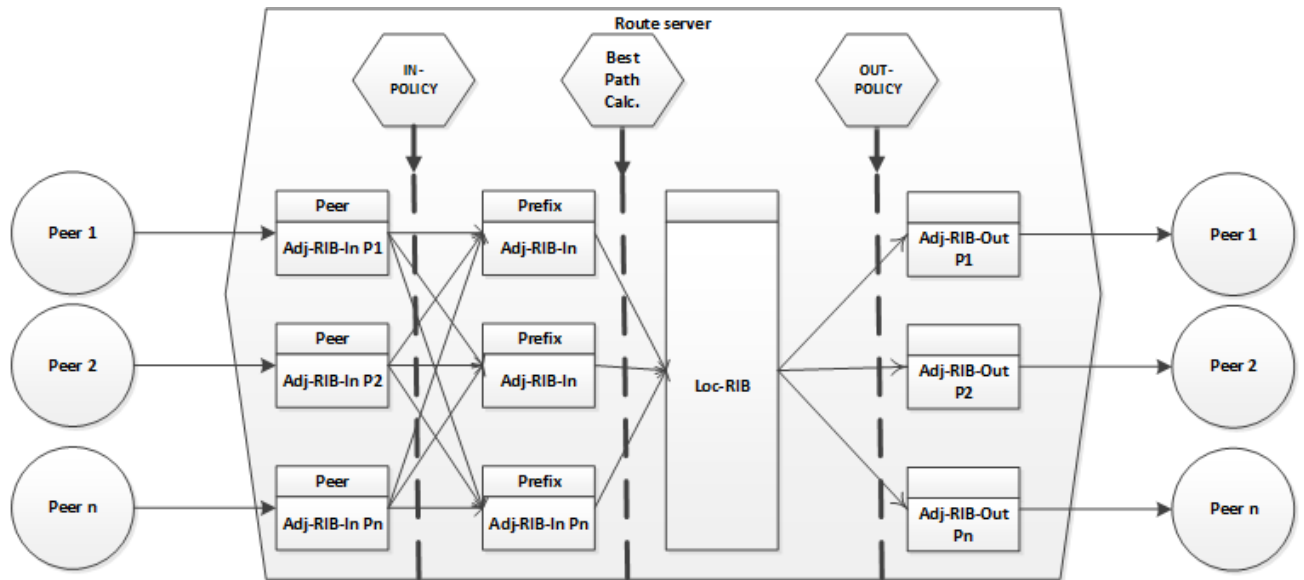 Route server
IN-
POLICY
Best
Path
Calc.
OUT-
POLICY
Peer 1
Peer
Adj-RIB-In P1
Prefix
Adj-RIB-In
Adj-RIB-Out
P1
Peer 1
Peer 2
Peer
Adj-RIB-In P2
Prefix
Adj-RIB-In
Loc-RIB
Adj-RIB-Out
P2
Peer 2
Peer n
Peer
Adj-RIB-In Pn
Prefix
Adj-RIB-In Pn
Adj-RIB-Out
Pn
Peer n